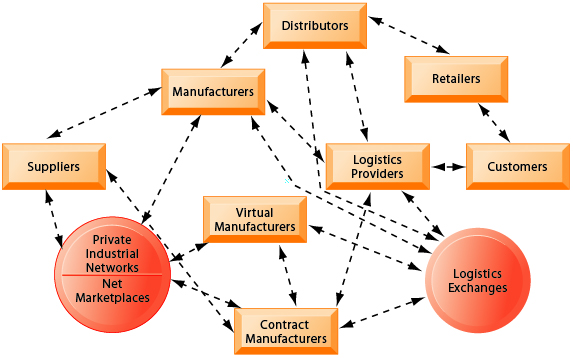 Distributors
Retailers
Manufacturers
Suppliers
Logistics
Providers
Customers
Virtual
Manufacturers
Private
Industrial
Networks
Net
Marketplaces
Logistics
Exchanges
Contract
Manufacturers